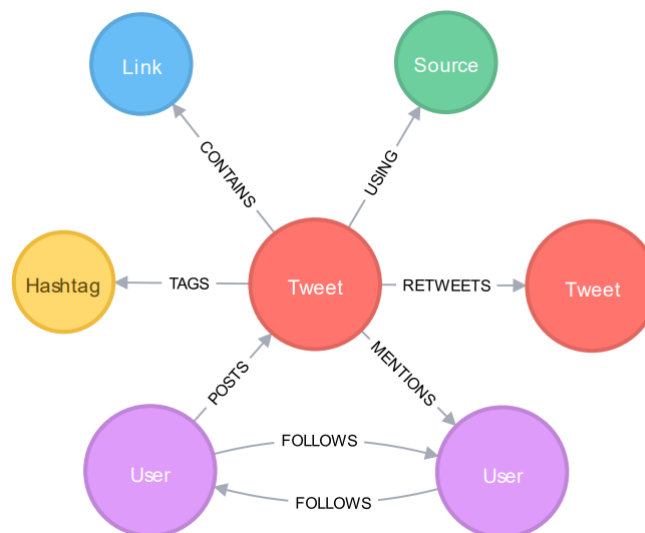 Link
Source
CONTAINS
USING
Hashtag
TAGS
Tweet
RETWEETS
Tweet
POSTS
MENTIONS
User
FOLLOWS
FOLLOWS
User